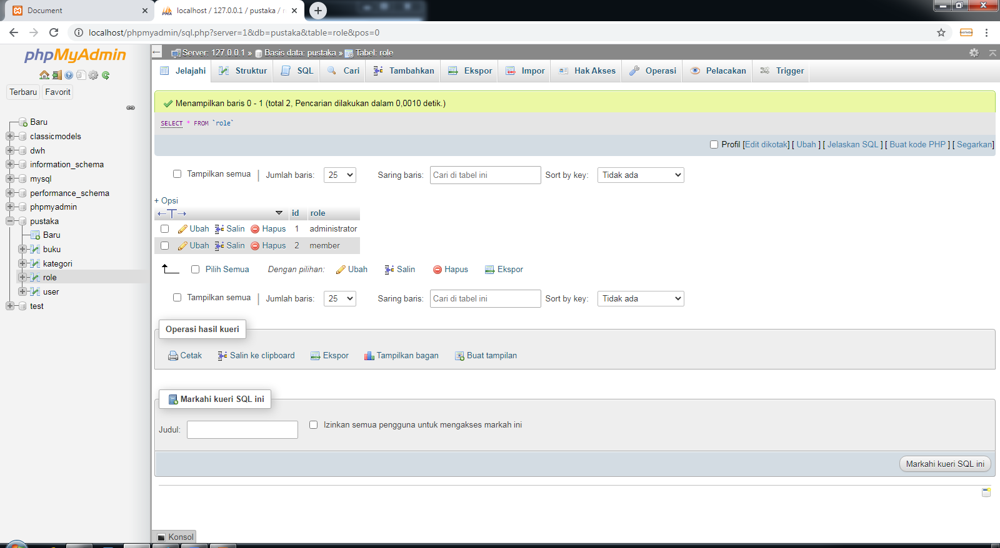 Document
localhost / 127.0.0.1 / pustaka / r
localhost/phpmyadmin/sql.php?server=1&db=pustaka&table=role&pos=0
phpMyAdmin
Terbaru
Favorit
Baru
classicmodels
dwh
information_schema
mysql
performance_schema
phpmyadmin
pustaka
Baru
buku
kategori
role
user
test
Server: 127.0.0.1 » Basis data: pustaka » Tabel: role
Jelajahi
Struktur
SQL
Cari
Tambahkan
Ekspor
Impor
Hak Akses
Operasi
Pelacakan
Trigger
Menampilkan baris 0 - 1 (total 2, Pencarian dilakukan dalam 0,0010 detik.)
SELECT * FROM `role`
Profil [Edit dikotak] [ Ubah ] [ Jelaskan SQL ] [ Buat kode PHP ] [ Segarkan]
Tampilkan semua | Jumlah baris: 25 Saring baris: Cari di tabel ini Sort by key: Tidak ada
+ Opsi
←T→ id role
Ubah Salin Hapus 1 administrator
Ubah Salin Hapus 2 member
Pilih Semua Dengan pilihan: Ubah Salin Hapus Ekspor
Tampilkan semua | Jumlah baris: 25 Saring baris: Cari di tabel ini Sort by key: Tidak ada
Operasi hasil kueri
Cetak Salin ke clipboard Ekspor Tampilkan bagan Buat tampilan
Markahi kueri SQL ini
Judul: Izinkan semua pengguna untuk mengakses markah ini
Markahi kueri SQL ini
Konsol